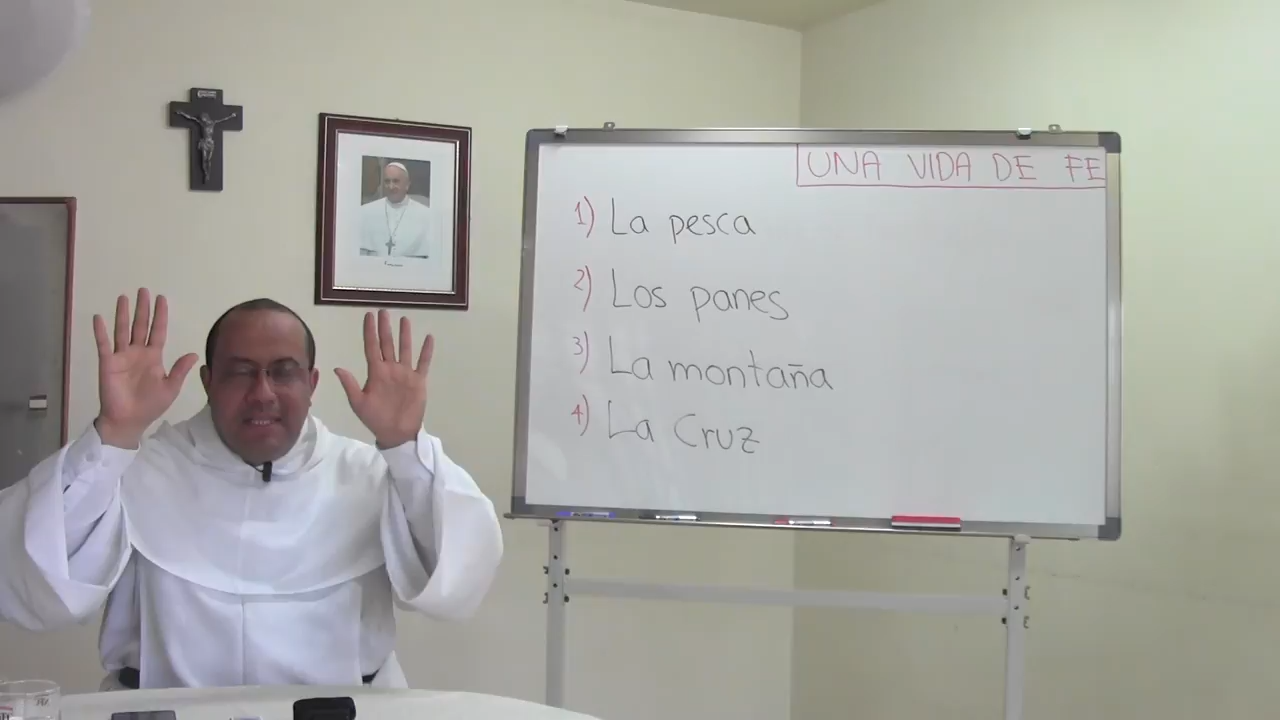 UNA VIDA DE FE
1) La pesca
2) Los panes
3) La montaña
4) La Cruz